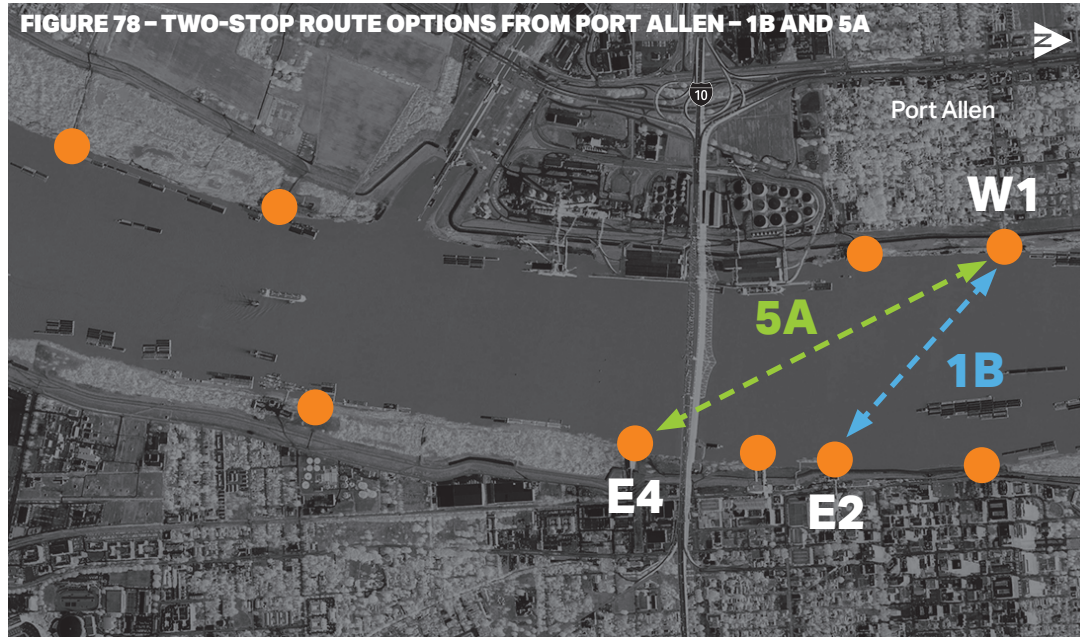 FIGURE 78 – TWO-STOP ROUTE OPTIONS FROM PORT ALLEN – 1B AND 5A
N
10
Port Allen
W1
5A
1B
E4
E2